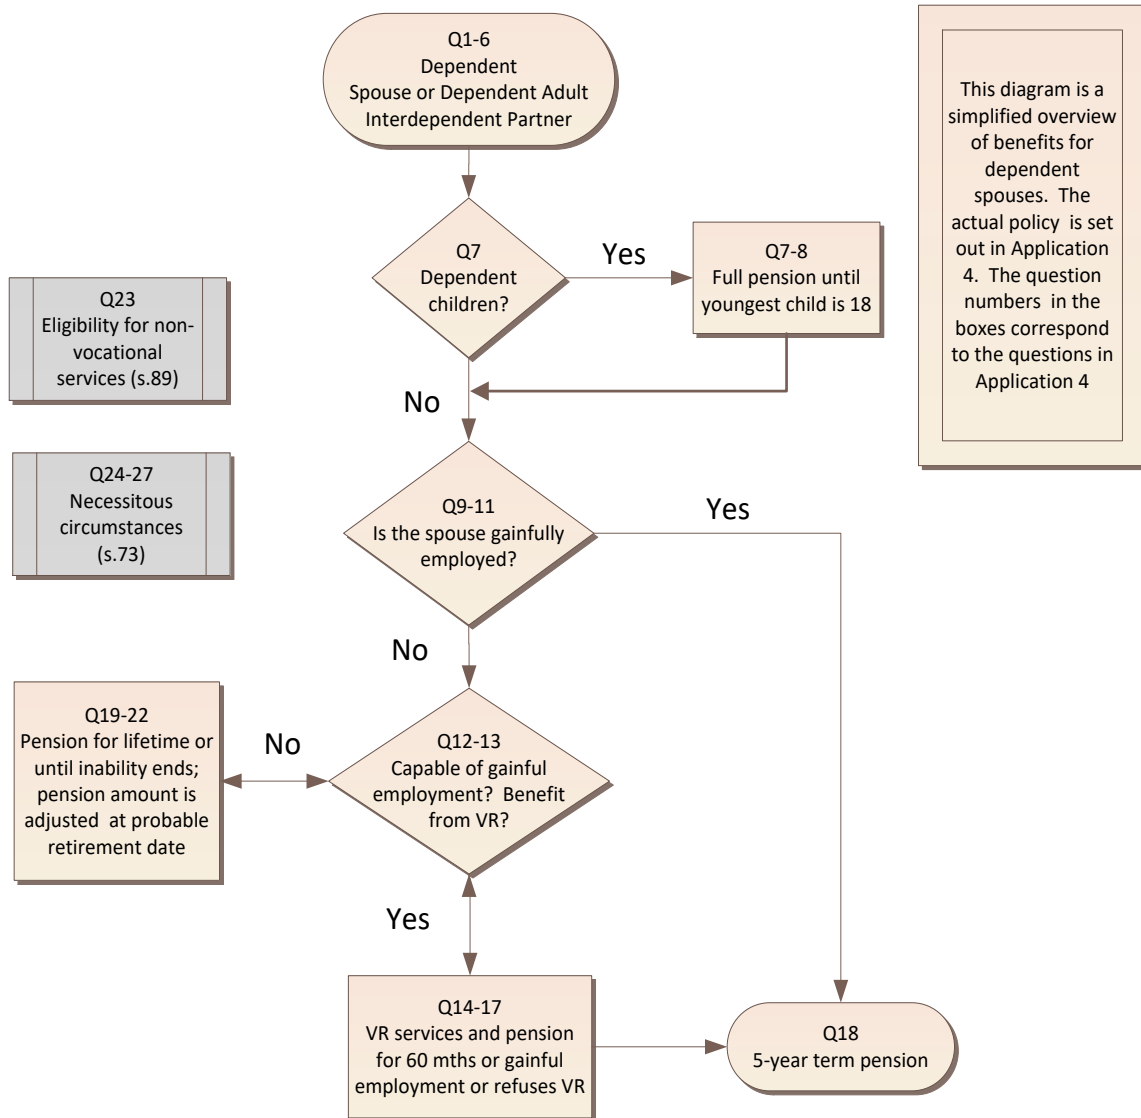 Q1-6
Dependent
Spouse or Dependent Adult
Interdependent Partner
This diagram is a
simplified overview
of benefits for
dependent
spouses. The
actual policy is set
out in Application
4. The question
numbers in the
boxes correspond
to the questions in
Application 4
Q7
Dependent
children?
Yes
Q7-8
Full pension until
youngest child is 18
No
Q23
Eligibility for non-
vocational
services (s.89)
Q24-27
Necessitous
circumstances
(s.73)
Q9-11
Is the spouse gainfully
employed?
Yes
No
Q12-13
Capable of gainful
employment? Benefit
from VR?
No
Q19-22
Pension for lifetime or
until inability ends;
pension amount is
adjusted at probable
retirement date
Yes
Q14-17
VR services and pension
for 60 mths or gainful
employment or refuses VR
Q18
5-year term pension